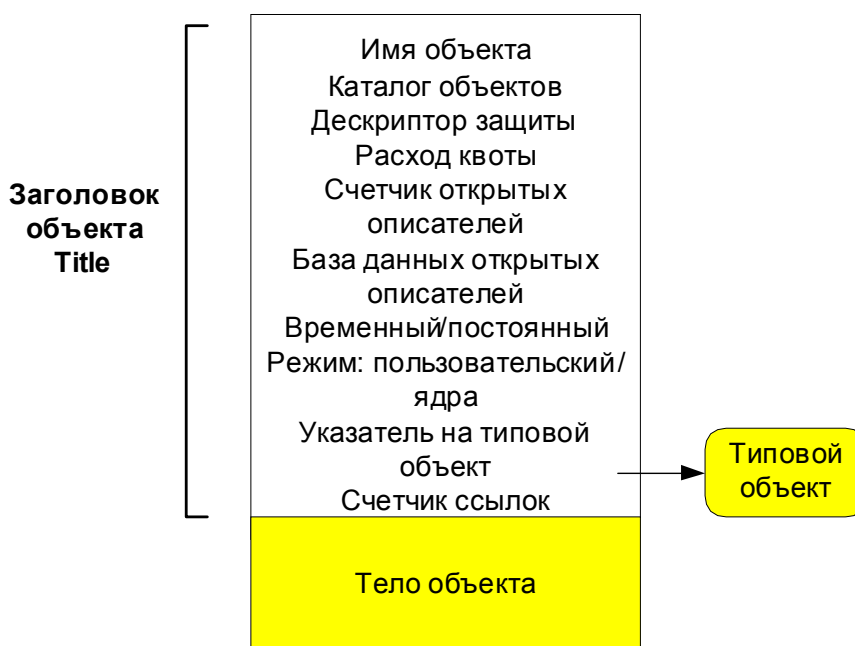 Имя объекта
Каталог объектов
Дескриптор защиты
Расход квоты
Счетчик открытых
описателей
База данных открытых
описателей
Временный/постоянный
Режим: пользовательский/
ядра
Указатель на типовой
объект
Счетчик ссылок
Заголовок
объекта
Title
Типовой
объект
Тело объекта